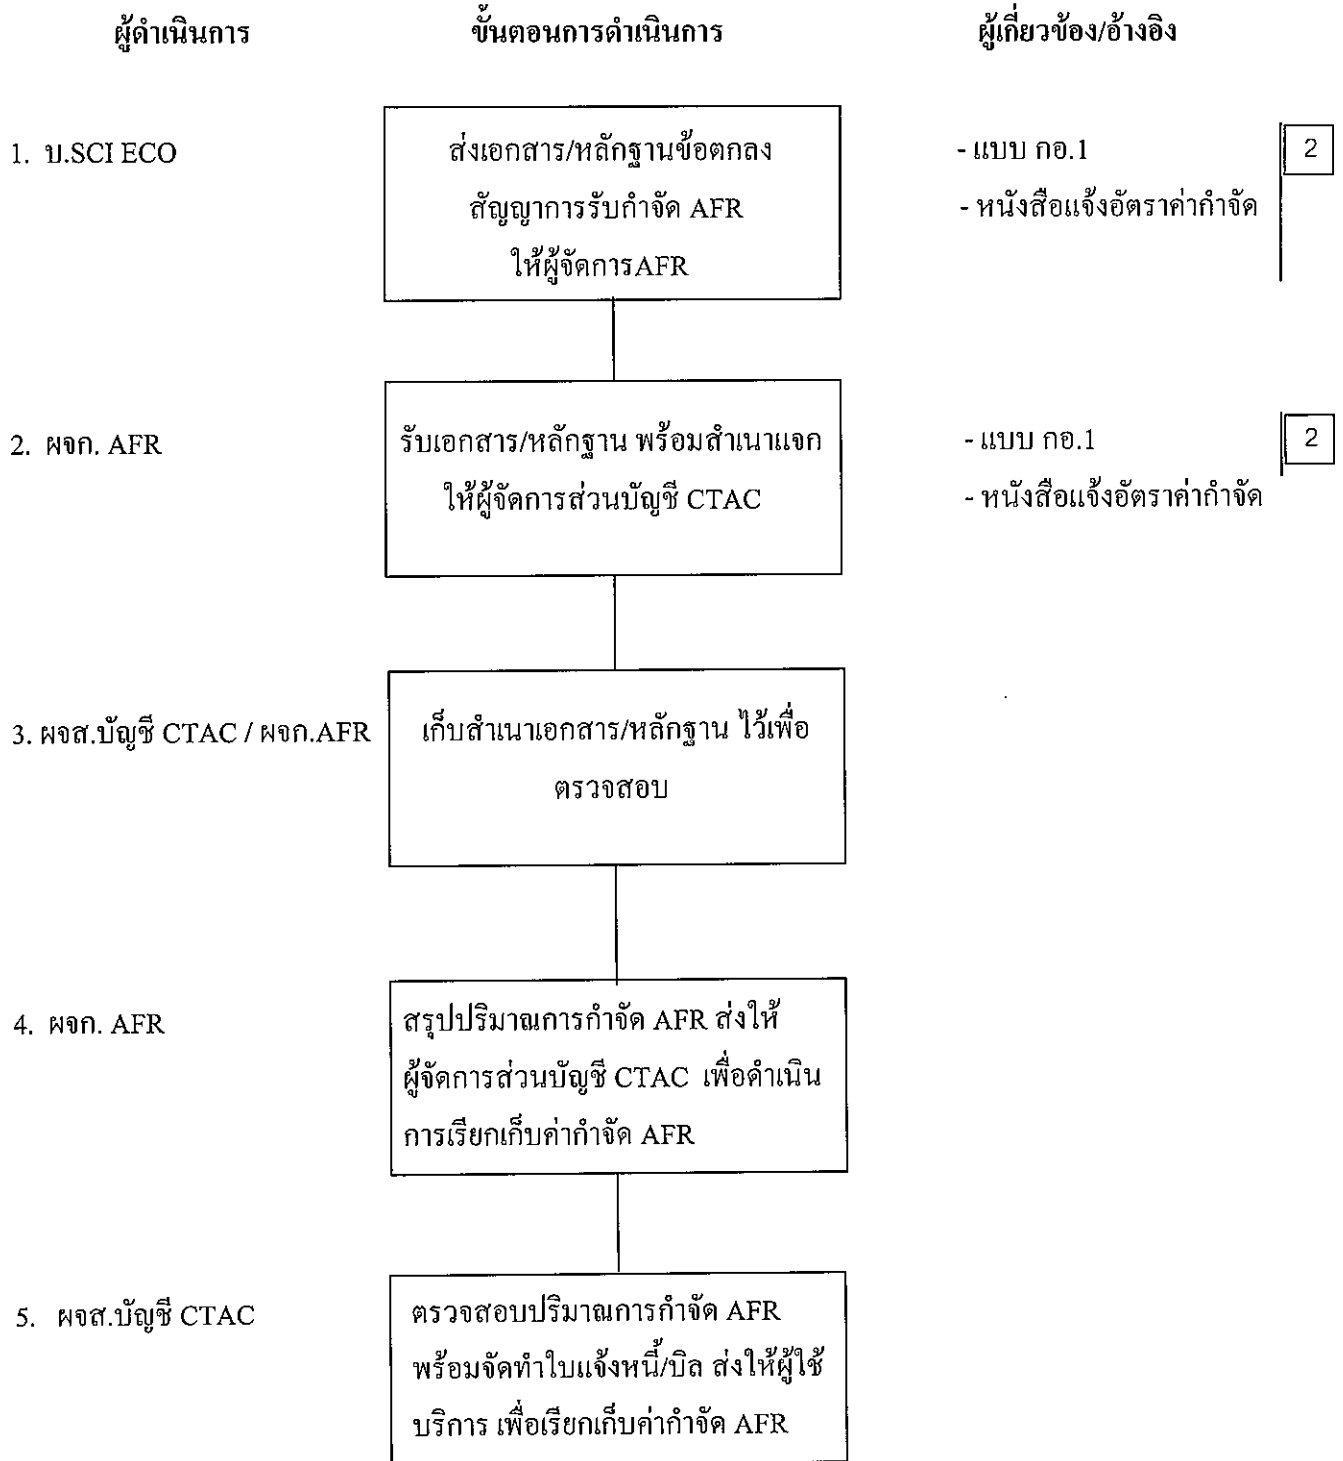 ผู้ดำเนินการ ขั้นตอนการดำเนินการ ผู้เกี่ยวข้อง/อ้างอิง
1. บ.SCI ECO
ส่งเอกสาร/หลักฐานข้อตกลง
สัญญาการรับกำจัด AFR
ให้ผู้จัดการAFR
- แบบ กอ.1
- หนังสือแจ้งอัตราค่ากำจัด
2
2. ผจก. AFR
รับเอกสาร/หลักฐาน พร้อมสำเนาแจก
ให้ผู้จัดการส่วนบัญชี CTAC
- แบบ กอ.1
- หนังสือแจ้งอัตราค่ากำจัด
2
3. ผจส.บัญชี CTAC / ผจก.AFR
เก็บสำเนาเอกสาร/หลักฐาน ไว้เพื่อ
ตรวจสอบ
4. ผจก. AFR
สรุปปริมาณการกำจัด AFR ส่งให้
ผู้จัดการส่วนบัญชี CTAC เพื่อดำเนิน
การเรียกเก็บค่ากำจัด AFR
5. ผจส.บัญชี CTAC
ตรวจสอบปริมาณการกำจัด AFR
พร้อมจัดทำใบแจ้งหนี้/บิล ส่งให้ผู้ใช้
บริการ เพื่อเรียกเก็บค่ากำจัด AFR